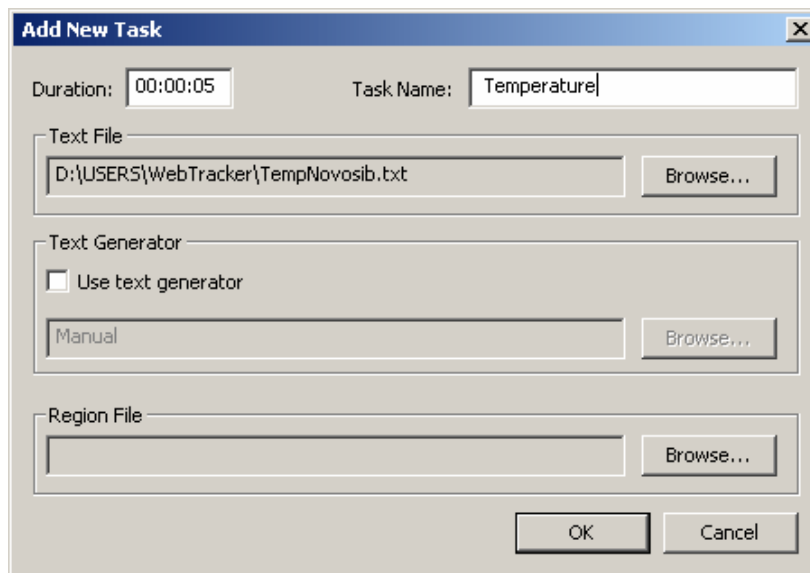 Add New Task
Duration: 00:00:05 Task Name: Temperature
Text File
D:\USERS\WebTracker\TempNovosib.txt Browse...
Text Generator
Use text generator
Manual Browse...
Region File
Browse...
OK Cancel